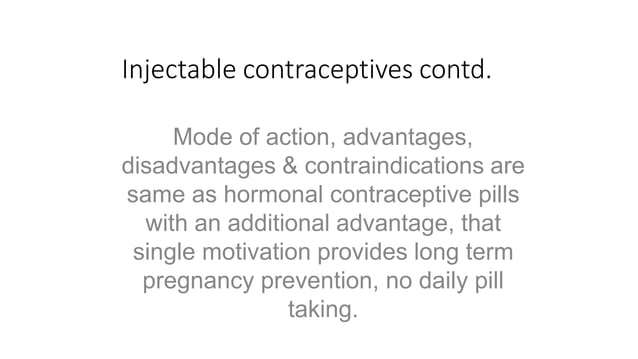 Injectable contraceptives contd.
Mode of action, advantages,
disadvantages & contraindications are
same as hormonal contraceptive pills
with an additional advantage, that
single motivation provides long term
pregnancy prevention, no daily pill
taking.